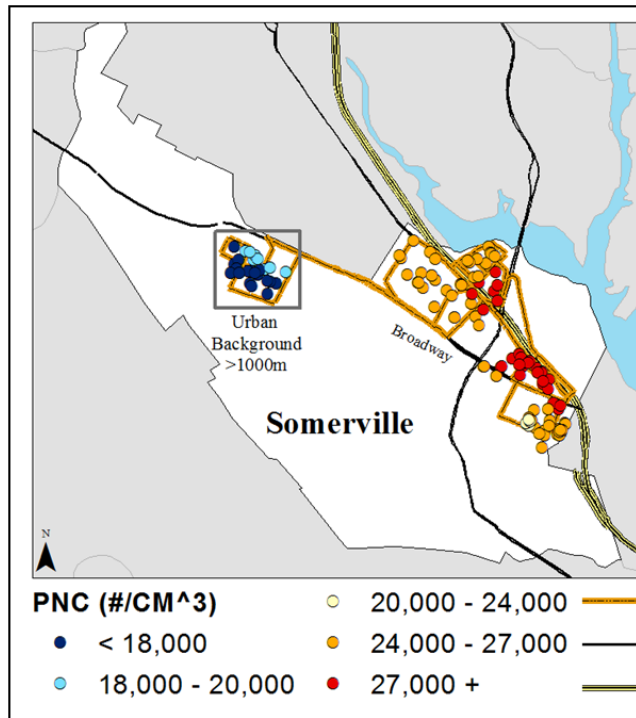 Urban
Background
>1000m
Broadway
Somerville
N
PNC (#/CM^3)
< 18,000
18,000 - 20,000
20,000 - 24,000
24,000 - 27,000
27,000 +